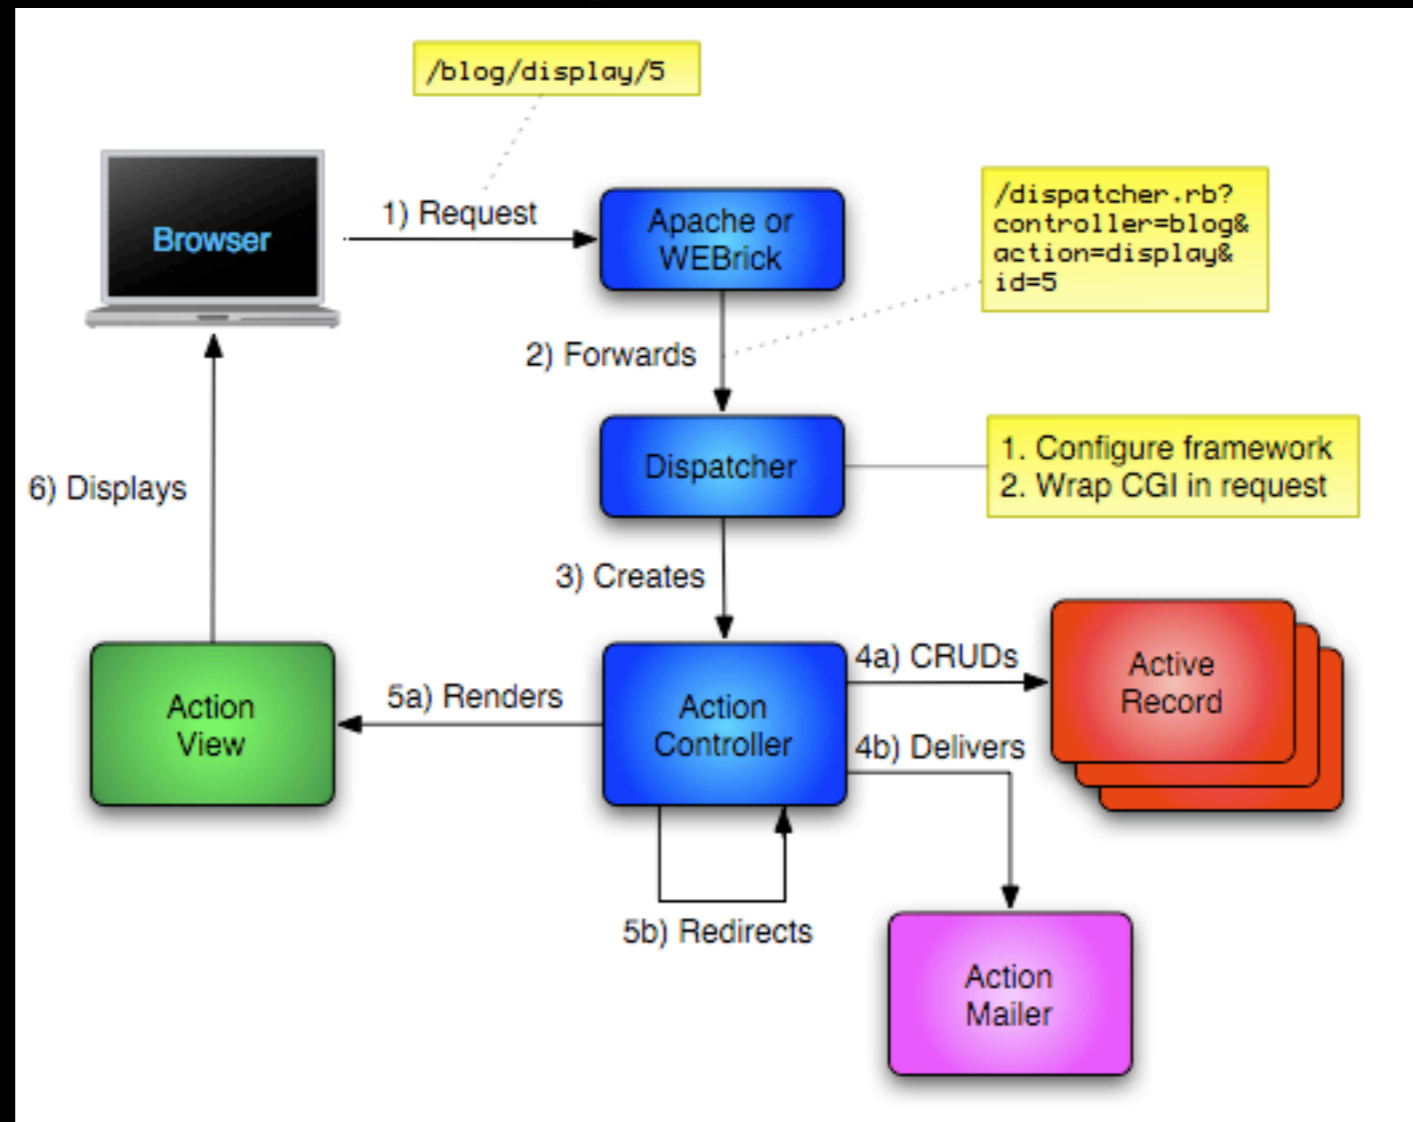 /blog/display/5
Browser
1) Request
Apache or
WEBrick
/dispatcher.rb?
controller=blog&
action=display&
id=5
2) Forwards
Dispatcher
1. Configure framework
2. Wrap CGI in request
6) Displays
3) Creates
Action
View
5a) Renders
Action
Controller
4a) CRUDs
Active
Record
4b) Delivers
5b) Redirects
Action
Mailer